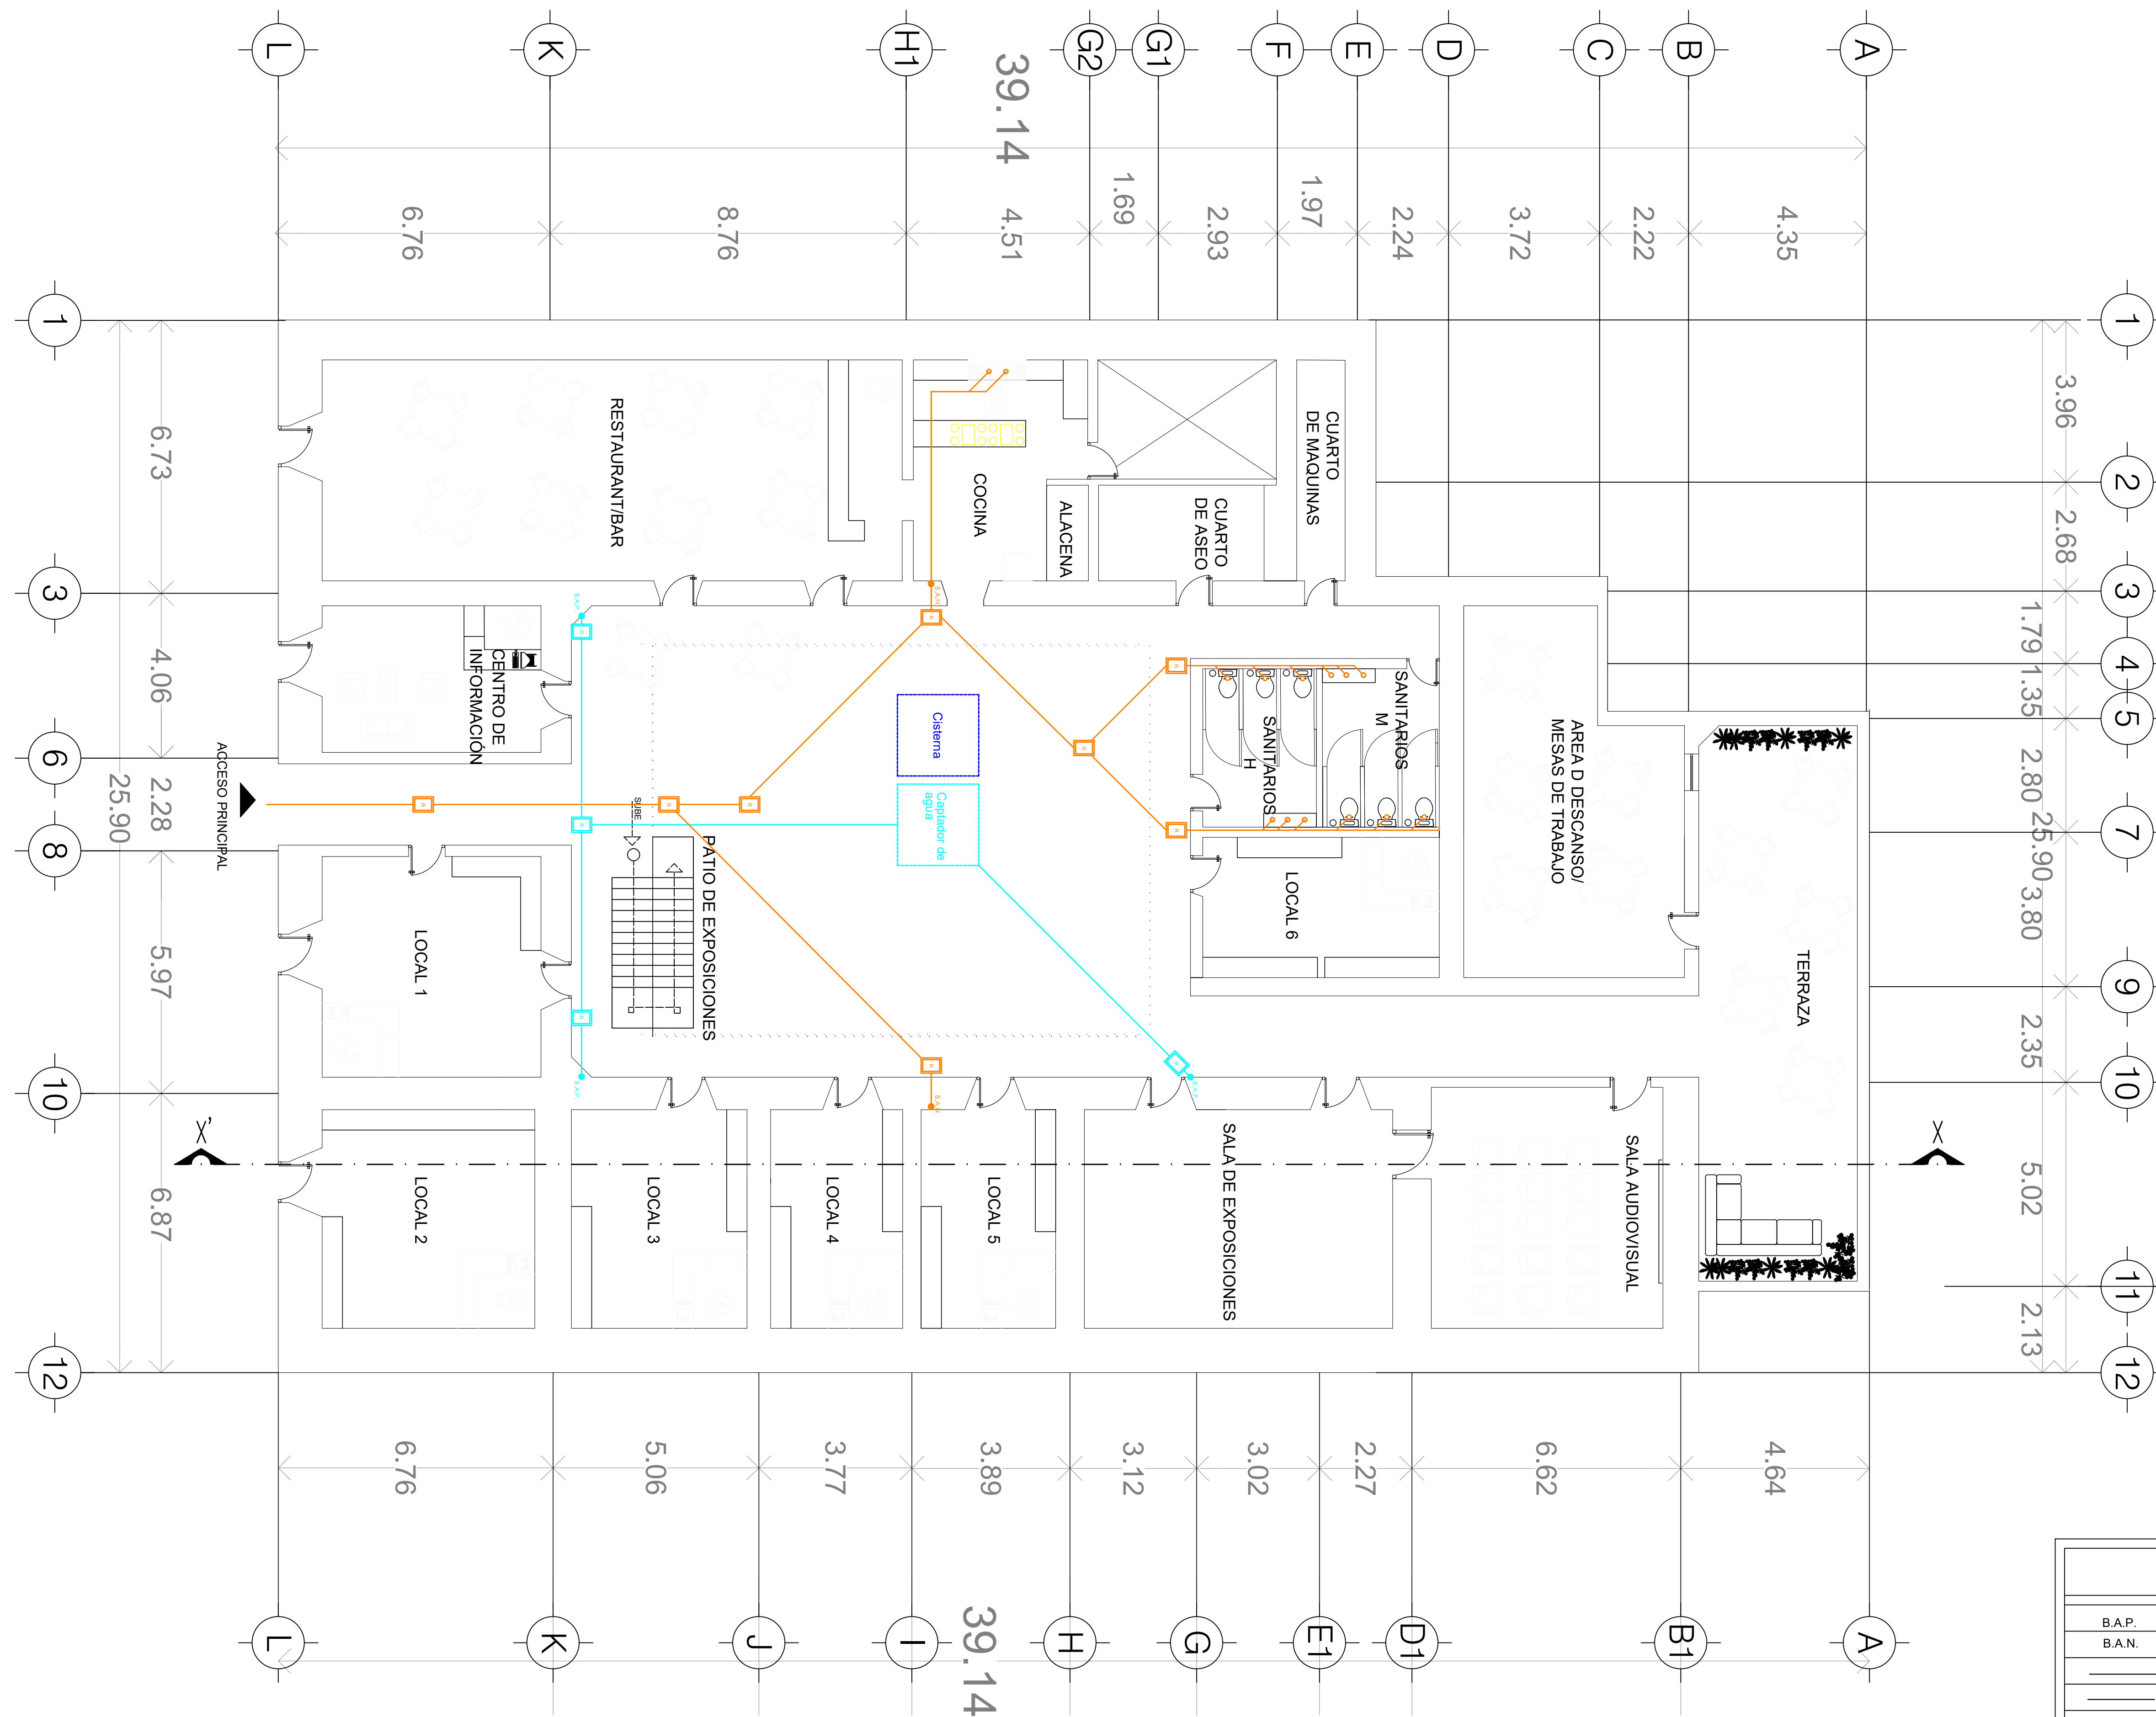 L
K
H1
G2
G1
F
E
D
C
B
A
39.14
6.76
8.76
4.51
1.69
2.93
1.97
2.24
3.72
2.22
4.35
1
3
6
8
10
12
6.73
4.06
2.28
5.97
6.87
25.90
1
2
3
4
5
7
9
10
11
12
3.96
2.68
1.79
1.35
2.80
3.80
2.35
5.02
2.13
25.90
RESTAURANT/BAR
COCINA
ALACENA
CUARTO
DE ASEO
CUARTO
DE MAQUINAS
CENTRO DE
INFORMACIÓN
ACCESO PRINCIPAL
Cisterna
Captador de
agua
SANITARIOS
H
SANITARIOS
M
AREA D DESCANSO/
MESAS DE TRABAJO
TERRAZA
LOCAL 6
SUBE
PATIO DE EXPOSICIONES
B.A.P.
B.A.N.
B.A.P.
B.A.N.
B.A.P.
R
R
R
R
R
R
R
R
R
R
R
R
LOCAL 1
LOCAL 2
LOCAL 3
LOCAL 4
LOCAL 5
SALA DE EXPOSICIONES
SALA AUDIOVISUAL
X'
X
6.76
5.06
3.77
3.89
3.12
3.02
2.27
6.62
4.64
39.14
L
K
J
I
H
G
E1
D1
B1
A
B.A.P.
B.A.N.